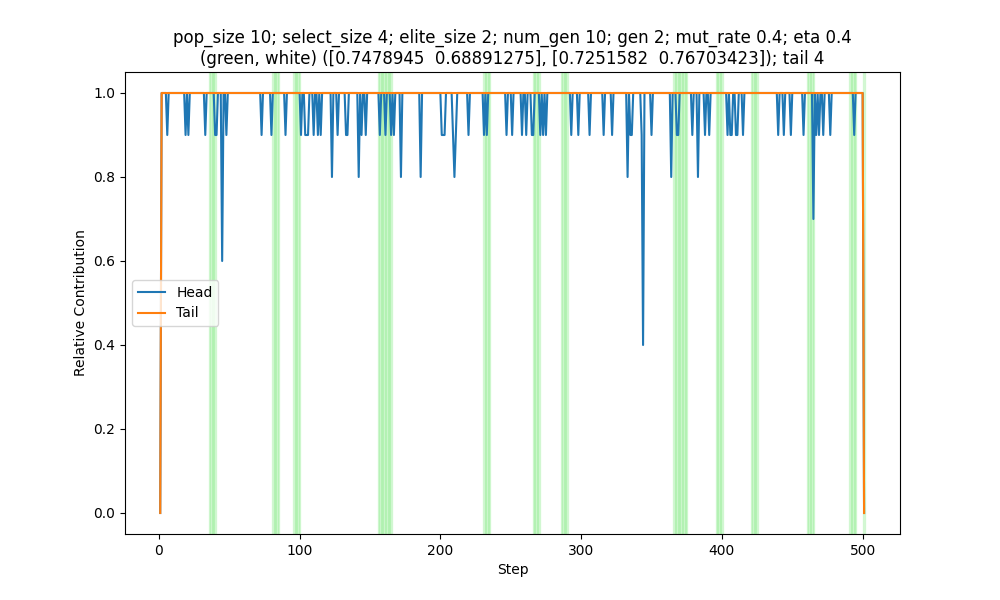 pop_size 10; select_size 4; elite_size 2; num_gen 10; gen 2; mut_rate 0.4; eta 0.4
(green, white) ([0.7478945  0.68891275], [0.7251582  0.76703423]); tail 4
1.0
0.8
0.6
0.4
0.2
0.0
Relative Contribution
Head
Tail
0
100
200
300
400
500
Step